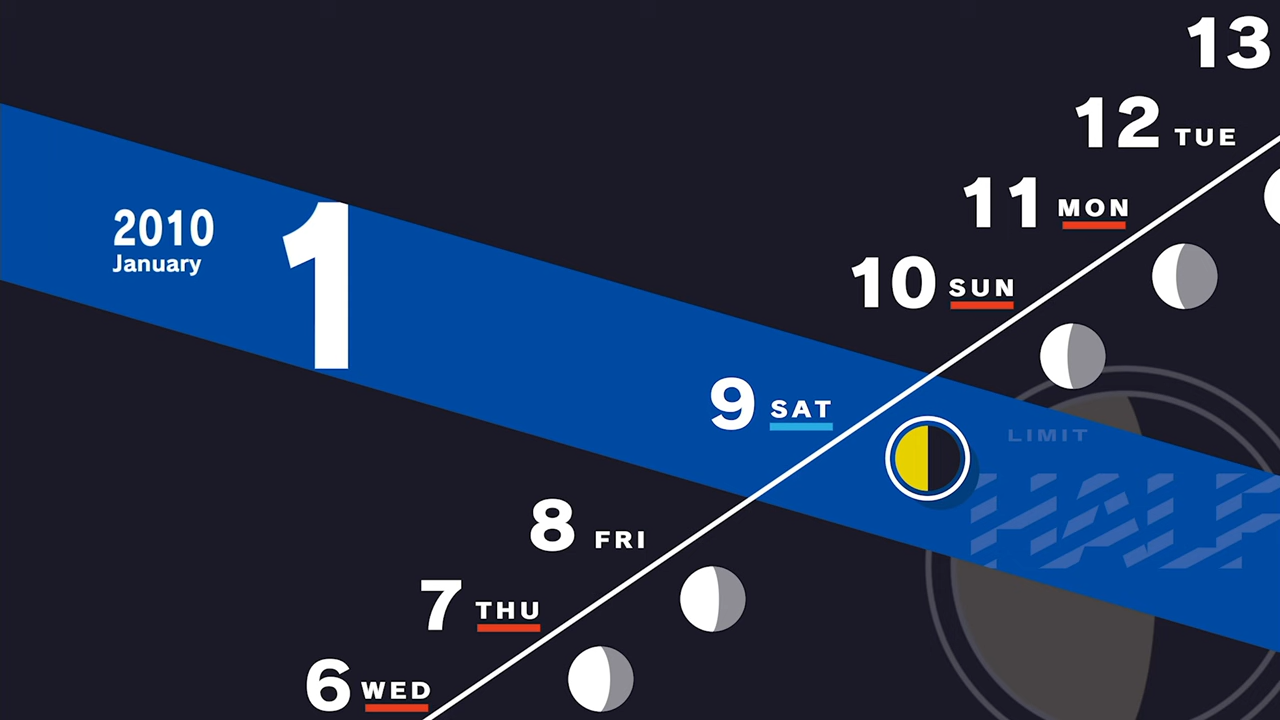 13
12 TUE
11 MON
10 SUN
2010
January
1
9 SAT
LIMIT
HALF
8 FRI
7 THU
6 WED